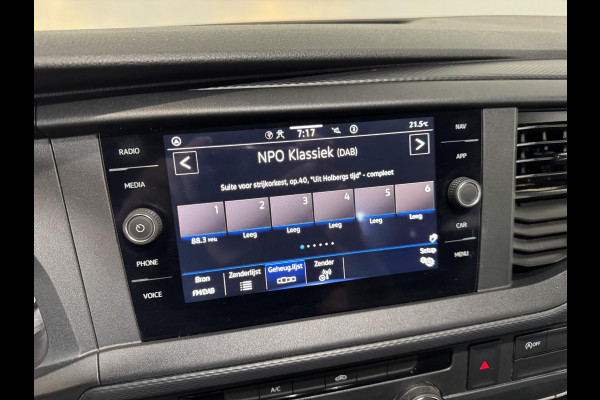 RADIO
MEDIA
PHONE
VOICE
7:17
21.5°C
<
NPO Klassiek (DAB)
>
Suite voor strijkorkest, op.40, "Uit Holbergs tijd" - compleet
1 2 3 4 5 6
88.3 MHz Leeg Leeg Leeg Leeg Leeg
Bron
FM/DAB
Zenderlijst
Geheug.lijst
Zender
Setup
NAV
APP
CAR
MENU
A/C
OFF